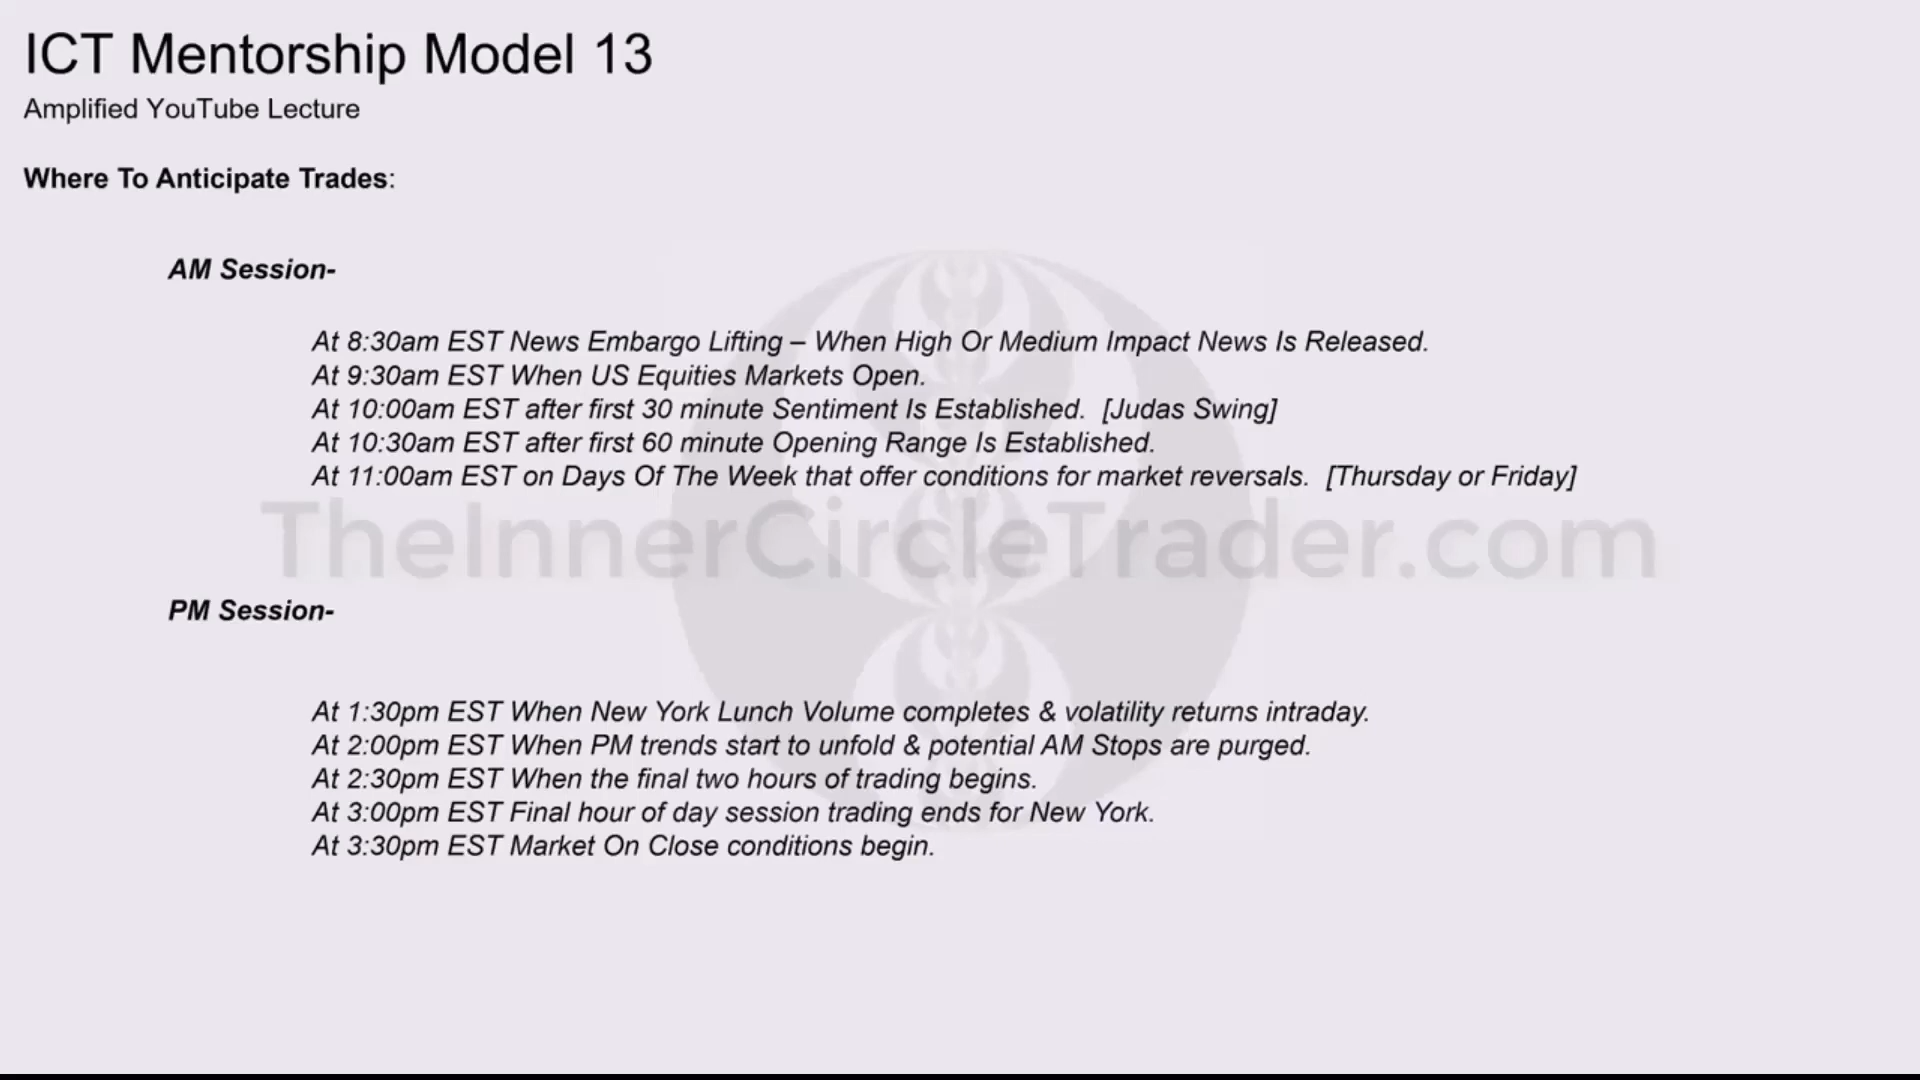 ICT Mentorship Model 13
Amplified YouTube Lecture
Where To Anticipate Trades:
AM Session-
At 8:30am EST News Embargo Lifting – When High Or Medium Impact News Is Released.
At 9:30am EST When US Equities Markets Open.
At 10:00am EST after first 30 minute Sentiment Is Established.  [Judas Swing]
At 10:30am EST after first 60 minute Opening Range Is Established.
At 11:00am EST on Days Of The Week that offer conditions for market reversals.  [Thursday or Friday]
TheInnerCircleTrader.com
PM Session-
At 1:30pm EST When New York Lunch Volume completes & volatility returns intraday.
At 2:00pm EST When PM trends start to unfold & potential AM Stops are purged.
At 2:30pm EST When the final two hours of trading begins.
At 3:00pm EST Final hour of day session trading ends for New York.
At 3:30pm EST Market On Close conditions begin.